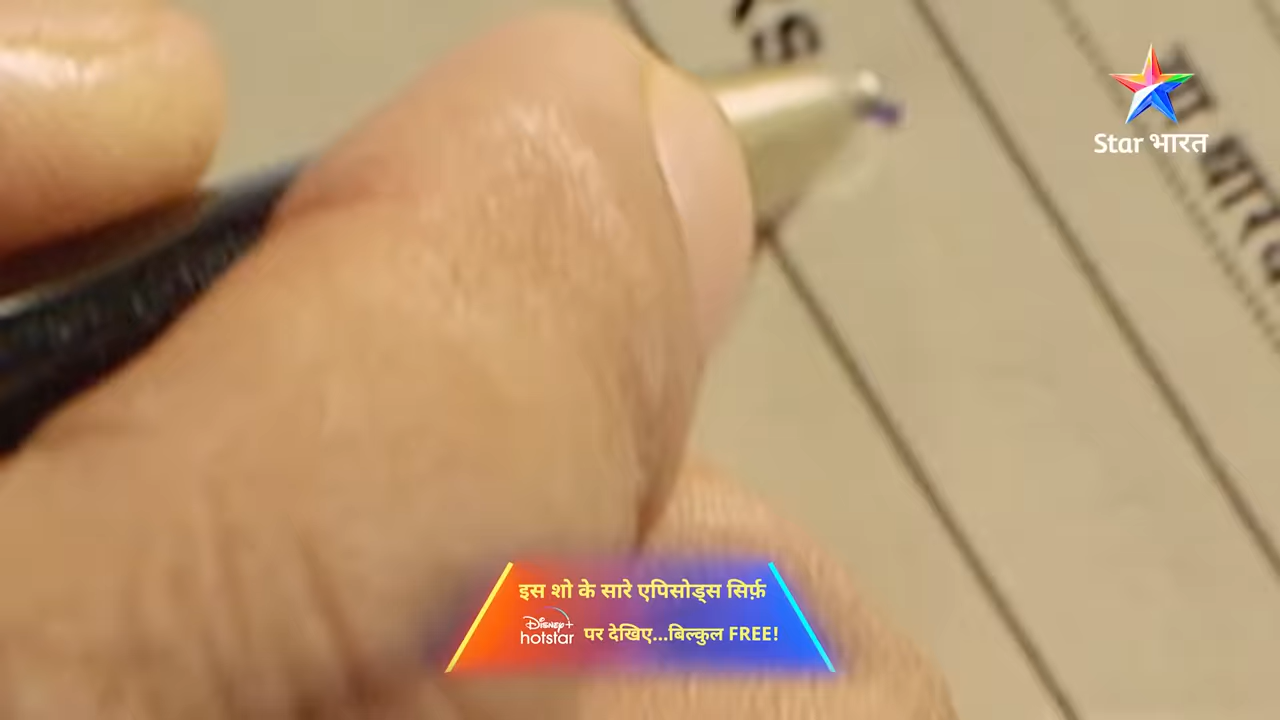 Star भारत
इस शो के सारे एपिसोड्स सिर्फ़
Disney+ hotstar पर देखिए...बिल्कुल FREE!